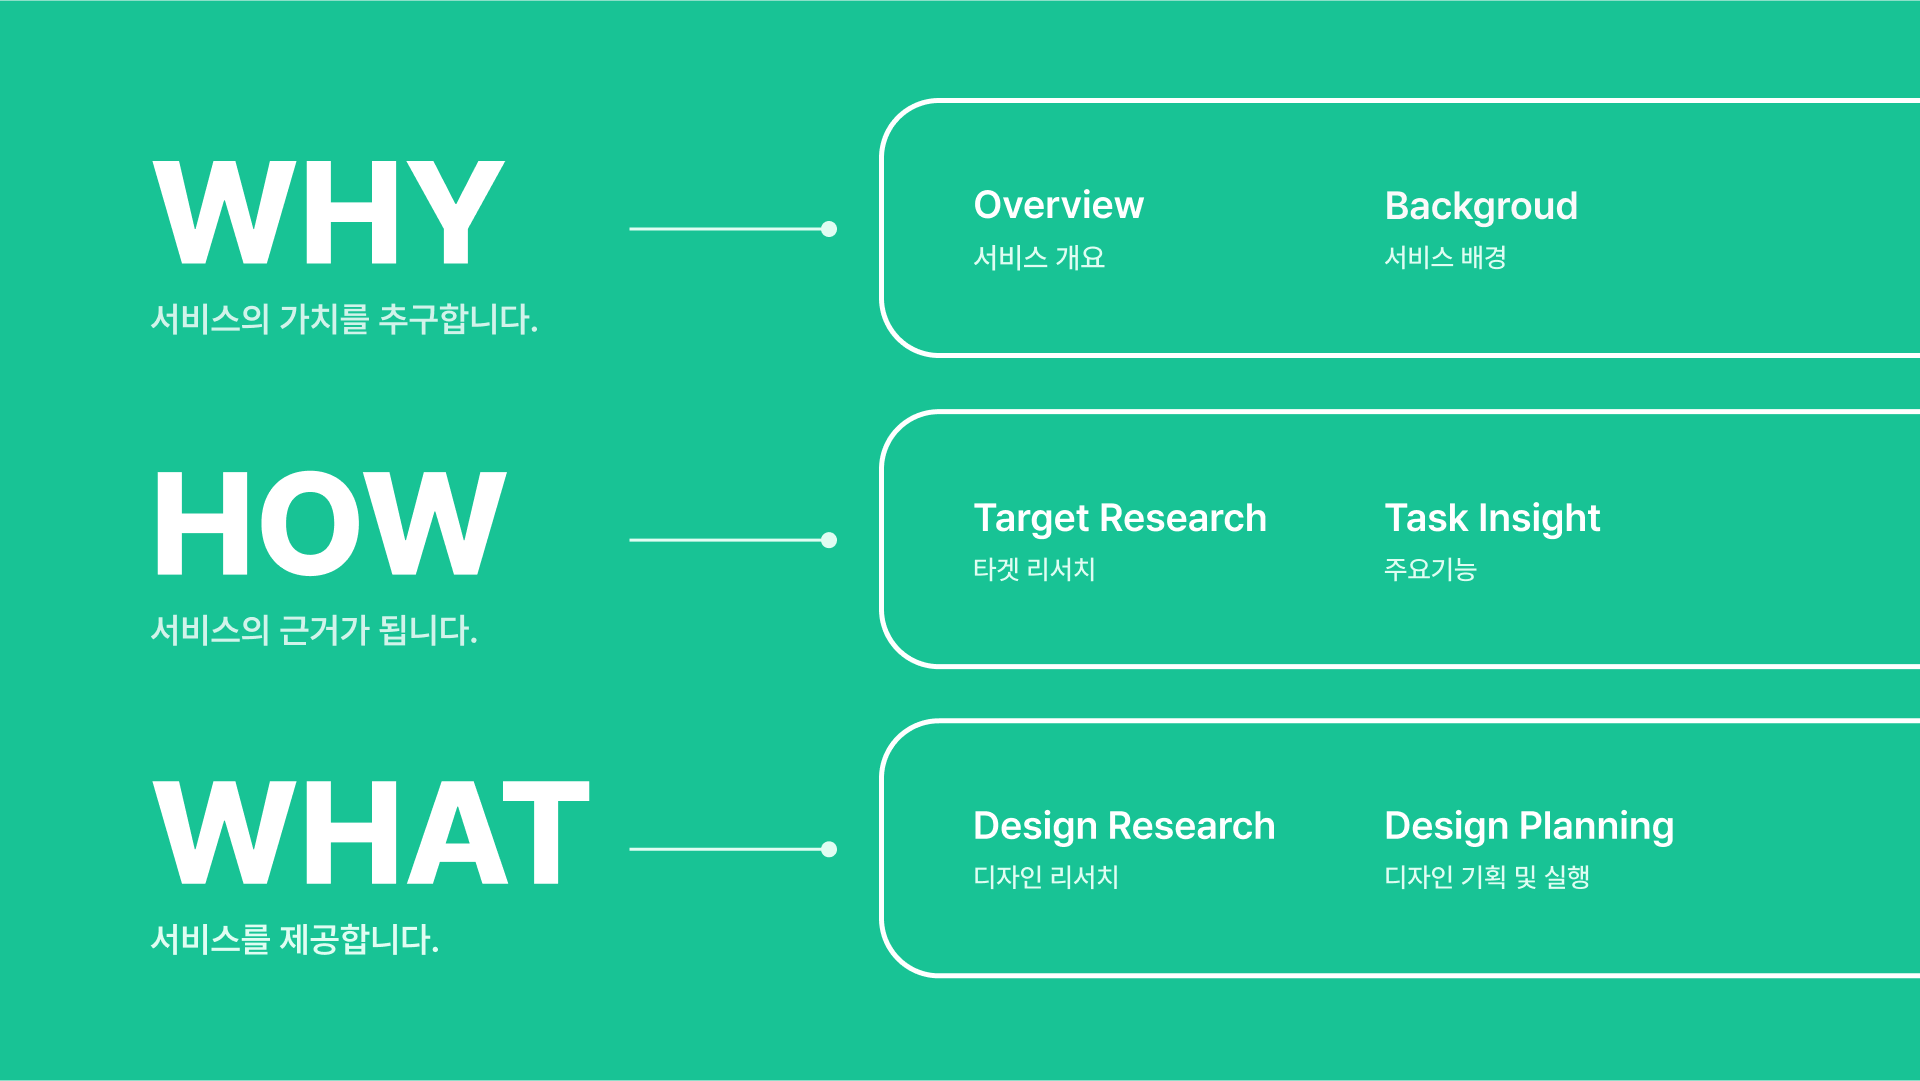 WHY
서비스의 가치를 추구합니다.
Overview
서비스 개요
Backgroud
서비스 배경
HOW
서비스의 근거가 됩니다.
Target Research
타겟 리서치
Task Insight
주요기능
WHAT
서비스를 제공합니다.
Design Research
디자인 리서치
Design Planning
디자인 기획 및 실행